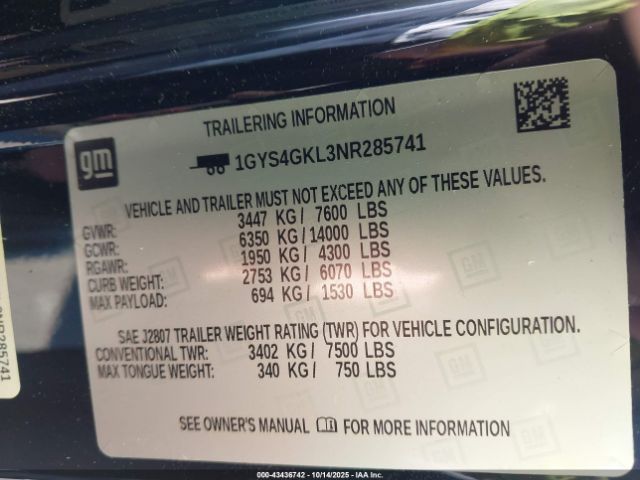 gm
TRAILERING INFORMATION
1GYS4GKL3NR285741
VEHICLE AND TRAILER MUST NOT EXCEED ANY OF THESE VALUES.
GVWR: 3447 KG / 7600 LBS
GCWR: 6350 KG / 14000 LBS
RGAWR: 1950 KG / 4300 LBS
CURB WEIGHT: 2753 KG / 6070 LBS
MAX PAYLOAD: 694 KG / 1530 LBS
SAE J2807 TRAILER WEIGHT RATING (TWR) FOR VEHICLE CONFIGURATION.
CONVENTIONAL TWR: 3402 KG / 7500 LBS
MAX TONGUE WEIGHT: 340 KG / 750 LBS
SEE OWNER'S MANUAL FOR MORE INFORMATION
NR285741
000-43436742 | 10/14/2025 | IAA Inc.